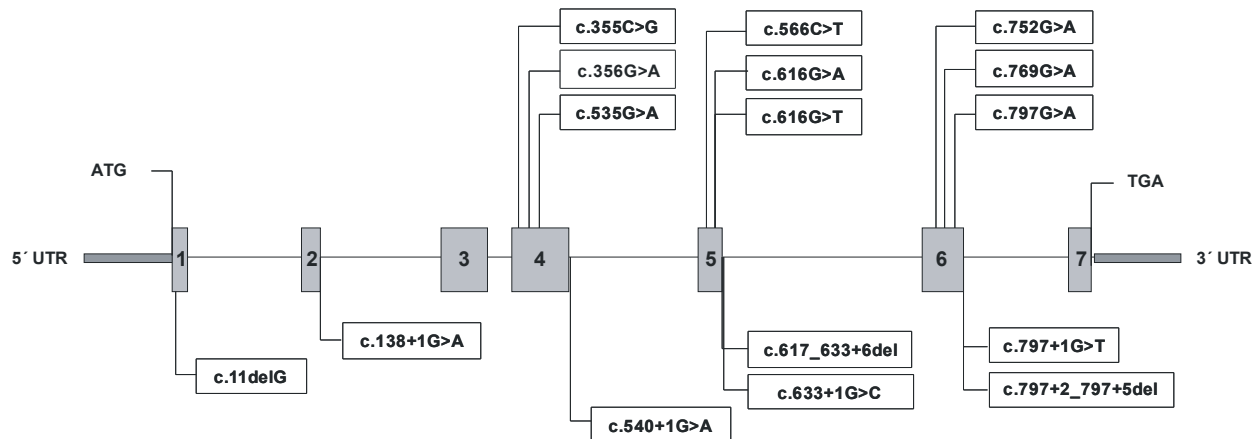 c.355C>G
c.566C>T
c.752G>A
c.356G>A
c.616G>A
c.769G>A
c.535G>A
c.616G>T
c.797G>A
ATG
TGA
5´ UTR
1
2
3
4
5
6
7
3´ UTR
c.138+1G>A
c.617_633+6del
c.797+1G>T
c.11delG
c.633+1G>C
c.797+2_797+5del
c.540+1G>A